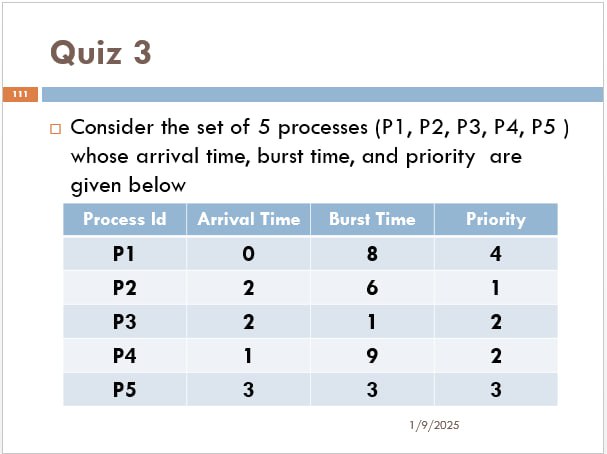 Quiz 3
111
Consider the set of 5 processes (P1, P2, P3, P4, P5 )
whose arrival time, burst time, and priority are
given below
Process Id Arrival Time Burst Time Priority
P1 0 8 4
P2 2 6 1
P3 2 1 2
P4 1 9 2
P5 3 3 3
1/9/2025